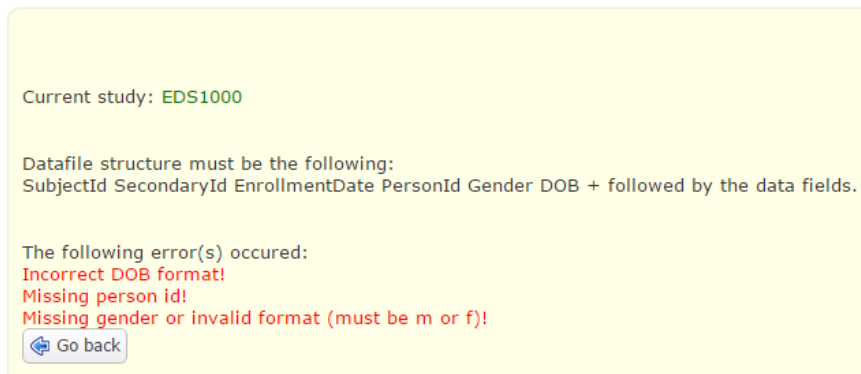 Current study: EDS1000
Datafile structure must be the following:
SubjectId SecondaryId EnrollmentDate PersonId Gender DOB + followed by the data fields.
The following error(s) occured:
Incorrect DOB format!
Missing person id!
Missing gender or invalid format (must be m or f)!
Go back